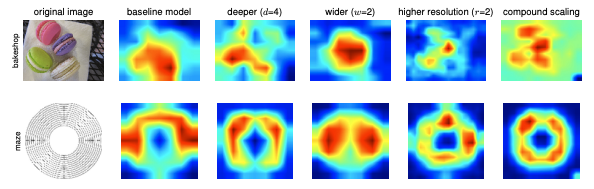 original image baseline model deeper (d=4) wider (w=2) higher resolution (r=2) compound scaling
bakeshop
maze